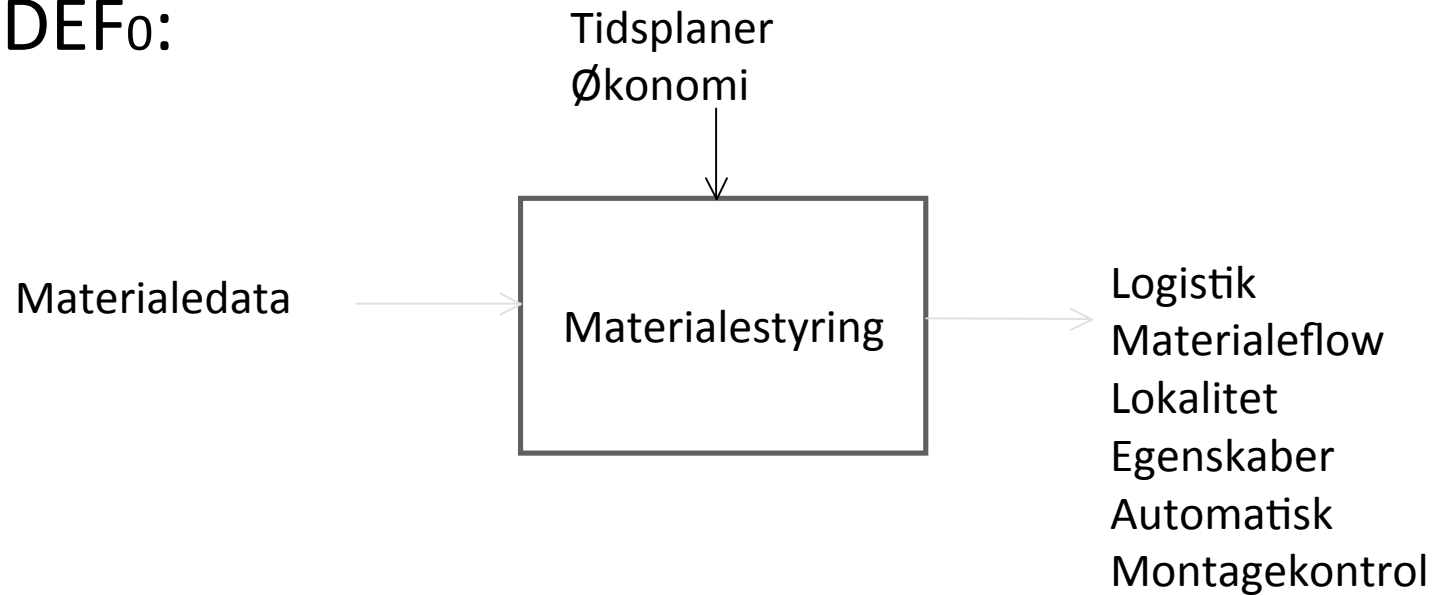 DEF0:
Tidsplaner
Økonomi
Materialedata
Materialestyring
Logistik
Materialeflow
Lokalitet
Egenskaber
Automatisk
Montagekontrol